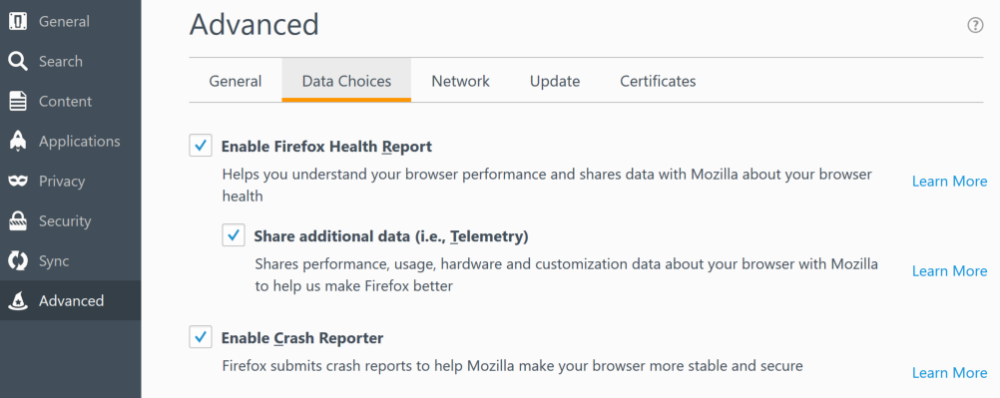 General
Search
Content
Applications
Privacy
Security
Sync
Advanced
Advanced
?
General Data Choices Network Update Certificates
Enable Firefox Health Report
Helps you understand your browser performance and shares data with Mozilla about your browser
health
Learn More
Share additional data (i.e., Telemetry)
Shares performance, usage, hardware and customization data about your browser with Mozilla
to help us make Firefox better
Learn More
Enable Crash Reporter
Firefox submits crash reports to help Mozilla make your browser more stable and secure
Learn More